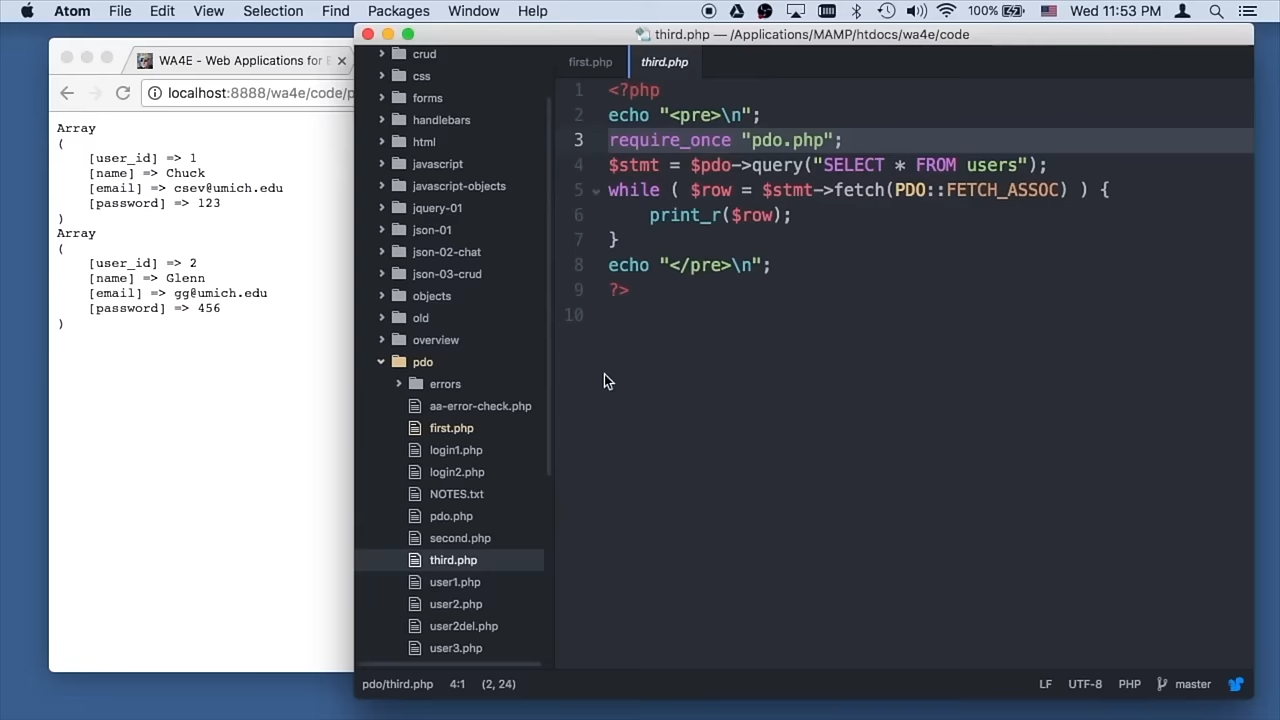 Atom File Edit View Selection Find Packages Window Help 100% Wed 11:53 PM
WA4E - Web Applications for E
localhost:8888/wa4e/code/p
Array
(
[user_id] => 1
[name] => Chuck
[email] => csev@umich.edu
[password] => 123
)
Array
(
[user_id] => 2
[name] => Glenn
[email] => gg@umich.edu
[password] => 456
)
third.php — /Applications/MAMP/htdocs/wa4e/code
crud
css
forms
handlebars
html
javascript
javascript-objects
jquery-01
json-01
json-02-chat
json-03-crud
objects
old
overview
pdo
errors
aa-error-check.php
first.php
login1.php
login2.php
NOTES.txt
pdo.php
second.php
third.php
user1.php
user2.php
user2del.php
user3.php
first.php third.php
1 <?php
2 echo "<pre>\n";
3 require_once "pdo.php";
4 $stmt = $pdo->query("SELECT * FROM users");
5 while ( $row = $stmt->fetch(PDO::FETCH_ASSOC) ) {
6 print_r($row);
7 }
8 echo "</pre>\n";
9 ?>
10
pdo/third.php 4:1 (2, 24) LF UTF-8 PHP master